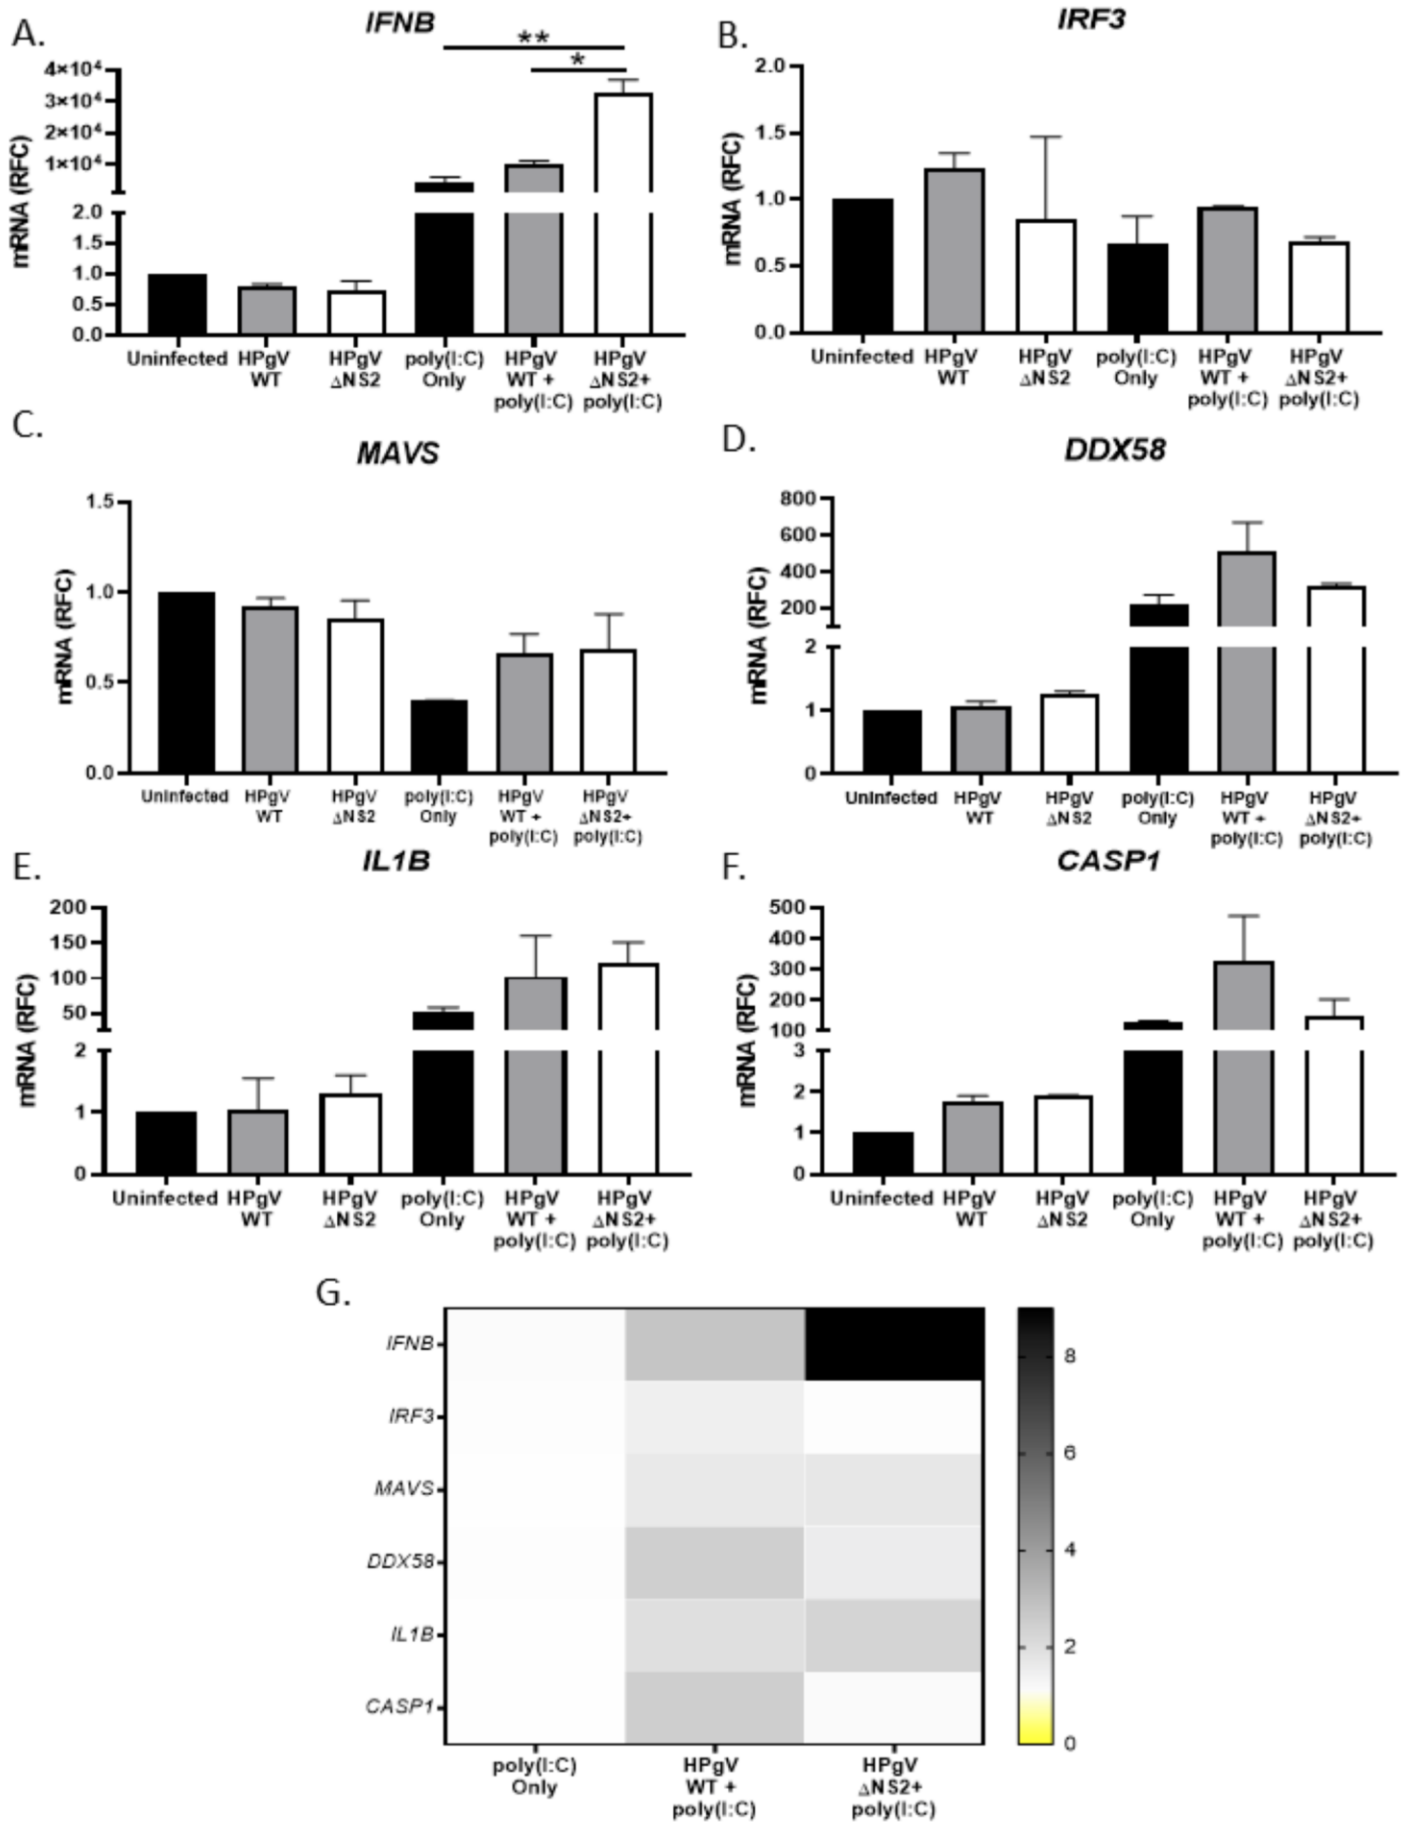 A.
IFNB
**
*
4×10⁴
3×10⁴
2×10⁴
1×10⁴
2.0
1.5
1.0
0.5
0.0
mRNA (RFC)
Uninfected HPgV HPgV poly(I:C) HPgV HPgV
WT ΔNS2 Only WT + ΔNS2+
poly(I:C) poly(I:C)
B.
IRF3
2.0
1.5
1.0
0.5
0.0
mRNA (RFC)
Uninfected HPgV HPgV poly(I:C) HPgV HPgV
WT ΔNS2 Only WT + ΔNS2+
poly(I:C) poly(I:C)
C.
MAVS
1.5
1.0
0.5
0.0
mRNA (RFC)
Uninfected HPgV HPgV poly(I:C) HPgV HPgV
WT ΔNS2 Only WT + ΔNS2+
poly(I:C) poly(I:C)
D.
DDX58
800
600
400
200
2
1
0
mRNA (RFC)
Uninfected HPgV HPgV poly(I:C) HPgV HPgV
WT ΔNS2 Only WT + ΔNS2+
poly(I:C) poly(I:C)
E.
IL1B
200
150
100
50
2
1
0
mRNA (RFC)
Uninfected HPgV HPgV poly(I:C) HPgV HPgV
WT ΔNS2 Only WT + ΔNS2+
poly(I:C) poly(I:C)
F.
CASP1
500
400
300
200
100
3
2
1
0
mRNA (RFC)
Uninfected HPgV HPgV poly(I:C) HPgV HPgV
WT ΔNS2 Only WT + ΔNS2+
poly(I:C) poly(I:C)
G.
IFNB
IRF3
MAVS
DDX58
IL1B
CASP1
8
6
4
2
0
poly(I:C) HPgV HPgV
Only WT + ΔNS2+
poly(I:C) poly(I:C)